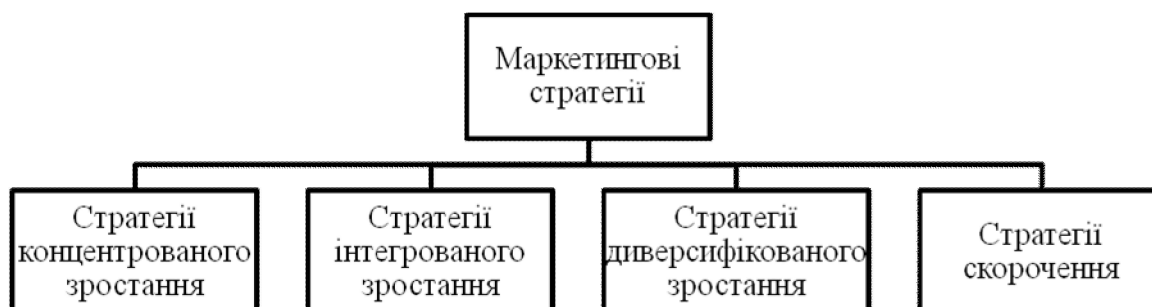 Маркетингові
стратегії
Стратегії
концентрованого
зростання
Стратегії
інтегрованого
зростання
Стратегії
диверсифікованого
зростання
Стратегії
скорочення